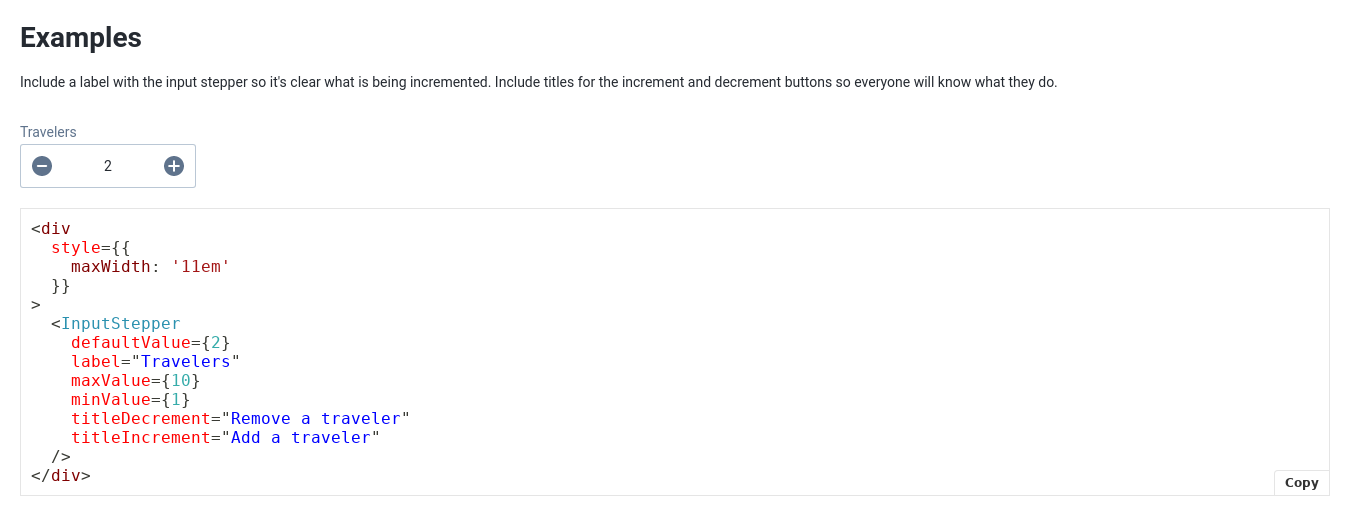 Examples
Include a label with the input stepper so it's clear what is being incremented. Include titles for the increment and decrement buttons so everyone will know what they do.
Travelers
2
<div
  style={{
    maxWidth: '11em'
  }}
>
  <InputStepper
    defaultValue={2}
    label="Travelers"
    maxValue={10}
    minValue={1}
    titleDecrement="Remove a traveler"
    titleIncrement="Add a traveler"
  />
</div>
Copy